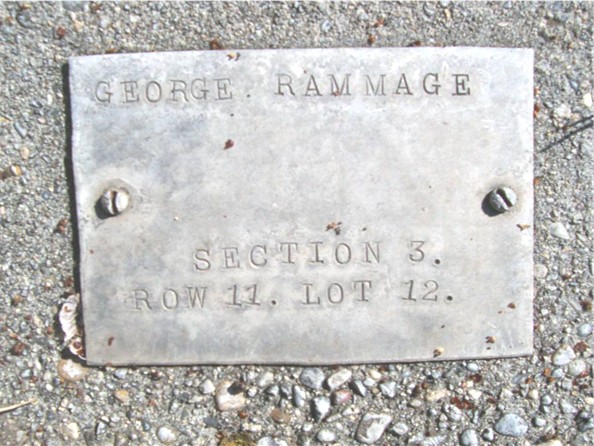 GEORGE. RAMMAGE
SECTION 3.
ROW 11. LOT 12.